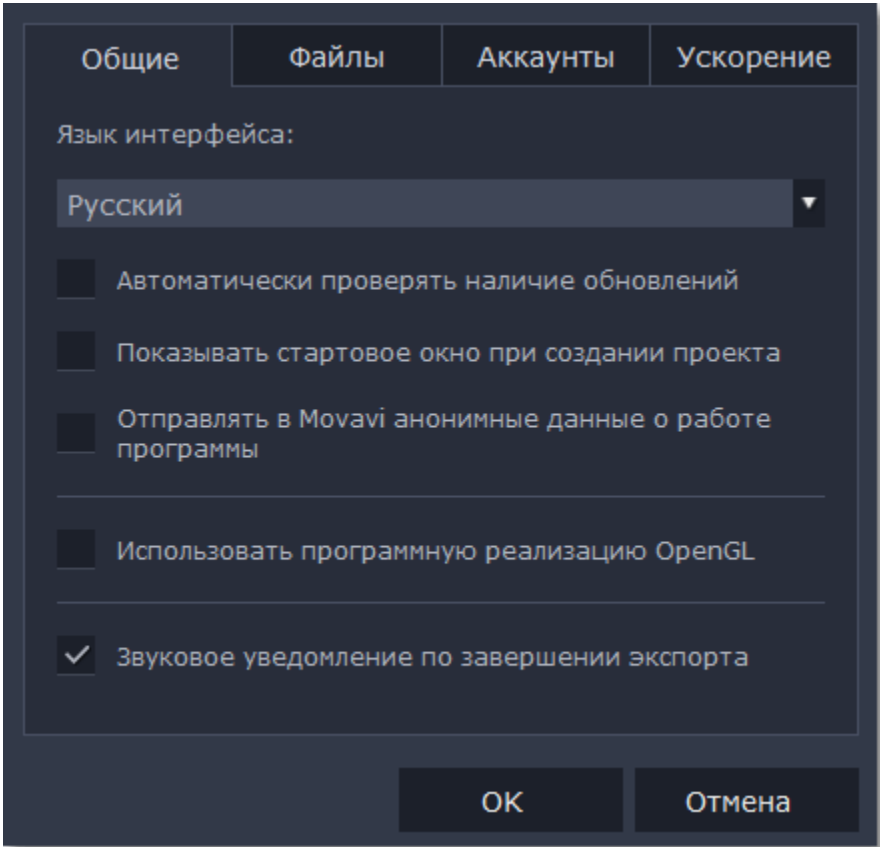 Общие
Файлы
Аккаунты
Ускорение
Язык интерфейса:
Русский
Автоматически проверять наличие обновлений
Показывать стартовое окно при создании проекта
Отправлять в Movavi анонимные данные о работе
программы
Использовать программную реализацию OpenGL
Звуковое уведомление по завершении экспорта
OK
Отмена